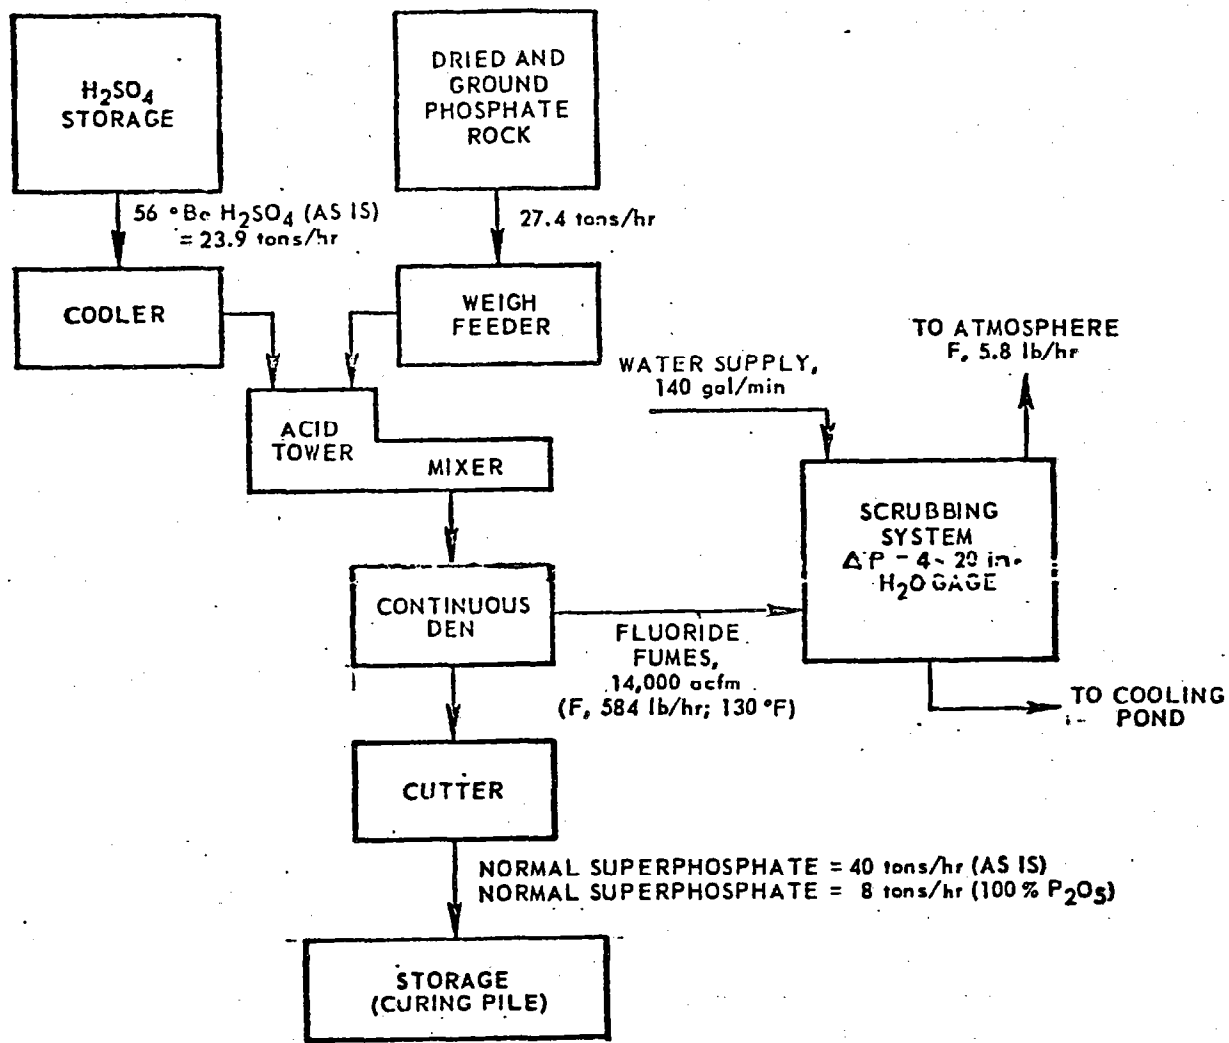 H2SO4
STORAGE
DRIED AND
GROUND
PHOSPHATE
ROCK
56 °Be H2SO4 (AS IS)
= 23.9 tons/hr
27.4 tons/hr
COOLER
WEIGH
FEEDER
TO ATMOSPHERE
F, 5.8 lb/hr
WATER SUPPLY,
140 gal/min
ACID
TOWER
MIXER
SCRUBBING
SYSTEM
ΔP - 4- 20 in.
H2O GAGE
CONTINUOUS
DEN
FLUORIDE
FUMES,
14,000 acfm
(F, 584 lb/hr; 130 °F)
TO COOLING
POND
CUTTER
NORMAL SUPERPHOSPHATE = 40 tons/hr (AS IS)
NORMAL SUPERPHOSPHATE = 8 tons/hr (100 % P2O5)
STORAGE
(CURING PILE)